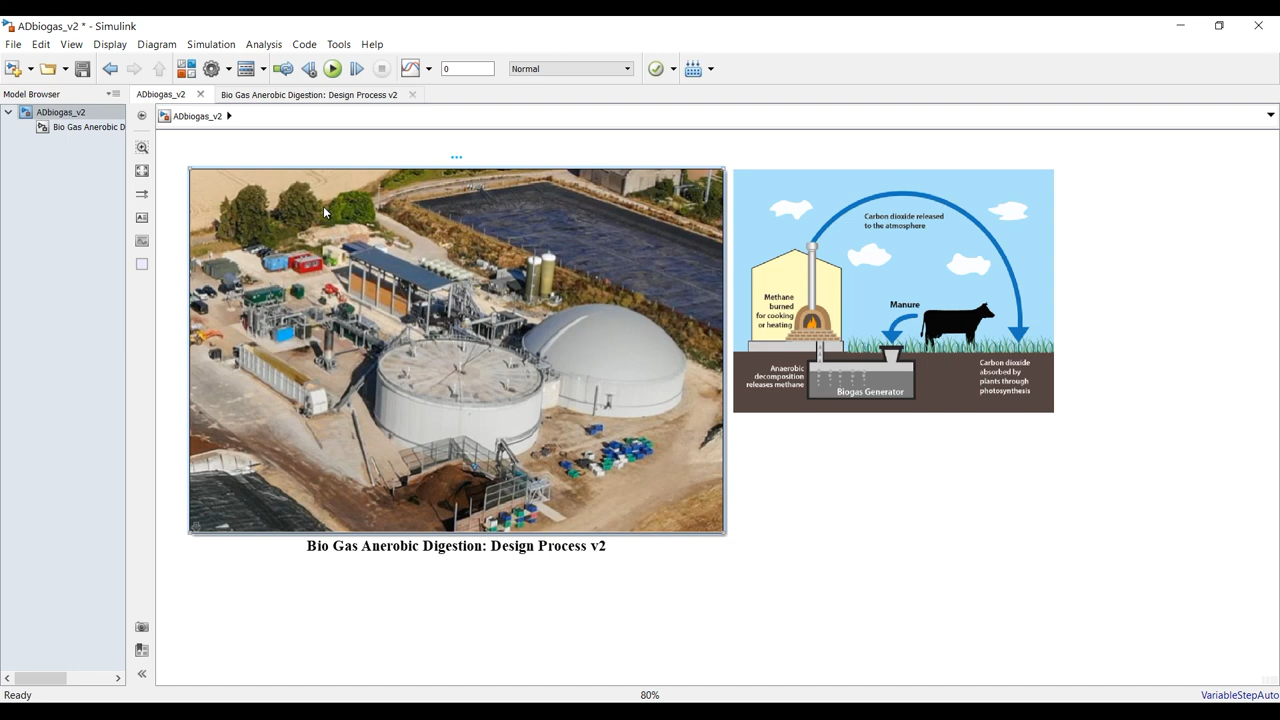 ADbiogas_v2 * - Simulink
File Edit View Display Diagram Simulation Analysis Code Tools Help
0
Normal
Model Browser
ADbiogas_v2
Bio Gas Anerobic Digestion: Design Process v2
ADbiogas_v2
Bio Gas Anerobic D
ADbiogas_v2
Carbon dioxide released
to the atmosphere
Methane
burned
for cooking
or heating
Manure
Anaerobic
decomposition
releases methane
Biogas Generator
Carbon dioxide
absorbed by
plants through
photosynthesis
Bio Gas Anerobic Digestion: Design Process v2
Ready
80%
VariableStepAuto